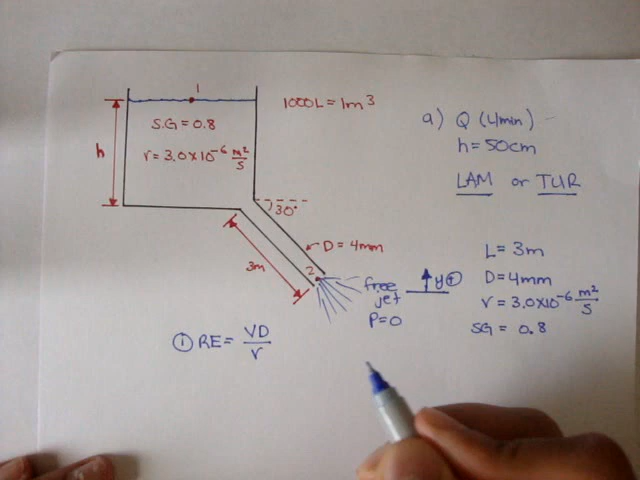 1
1000L = 1m³
S.G = 0.8
h
r = 3.0x10⁻⁶ m²/s
30°
D = 4mm
3m
2
free
jet
P=0
y⊕
① RE = VD/r
a) Q (L/min)
h = 50cm
LAM or TUR
L = 3m
D = 4mm
r = 3.0x10⁻⁶ m²/s
SG = 0.8